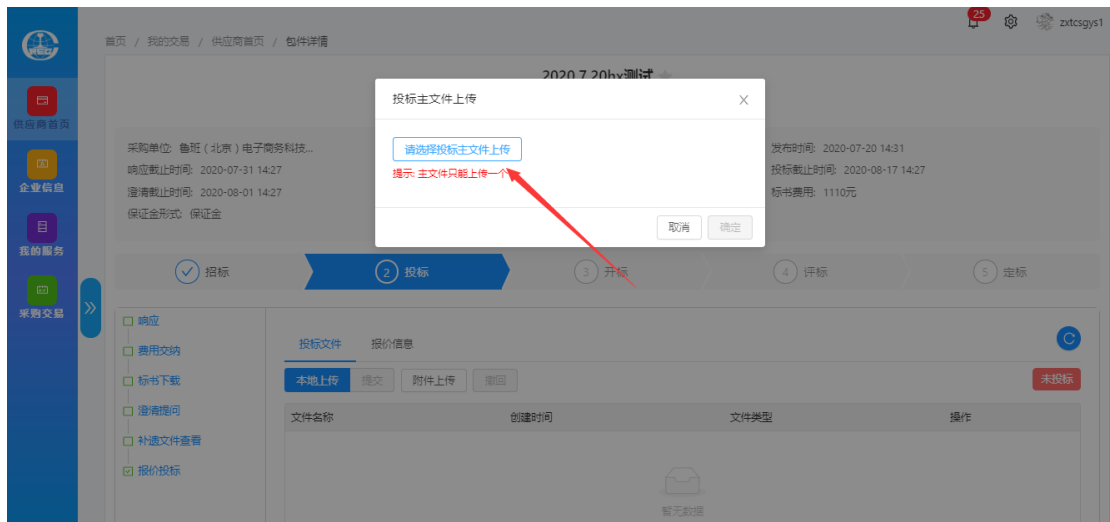 25
zxtcsgys1
首页 / 我的交易 / 供应商首页 / 包件详情
2020.7.20hx测试
供应商首页
企业信息
我的服务
采购交易
投标主文件上传
请选择投标主文件上传
提示: 主文件只能上传一个
取消
确定
采购单位: 鲁班（北京）电子商务科技...
发布时间: 2020-07-20 14:31
响应截止时间: 2020-07-31 14:27
投标截止时间: 2020-08-17 14:27
澄清截止时间: 2020-08-01 14:27
标书费用: 1110元
保证金形式: 保证金
招标
2 投标
3 开标
4 评标
5 定标
响应
费用交纳
标书下载
澄清提问
补遗文件查看
报价投标
投标文件 报价信息
本地上传 提交 附件上传 撤回
未投标
文件名称 创建时间 文件类型 操作
暂无数据